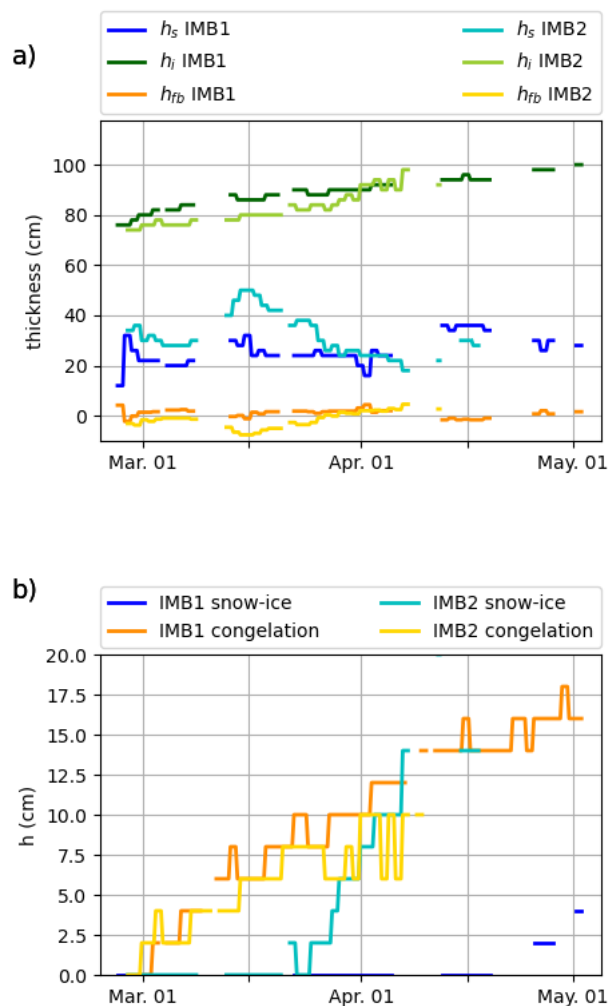 a)
h_s IMB1 h_s IMB2
h_i IMB1 h_i IMB2
h_fb IMB1 h_fb IMB2
100
80
60
40
20
0
thickness (cm)
Mar. 01 Apr. 01 May. 01
b)
IMB1 snow-ice IMB2 snow-ice
IMB1 congelation IMB2 congelation
20.0
17.5
15.0
12.5
10.0
7.5
5.0
2.5
0.0
h (cm)
Mar. 01 Apr. 01 May. 01